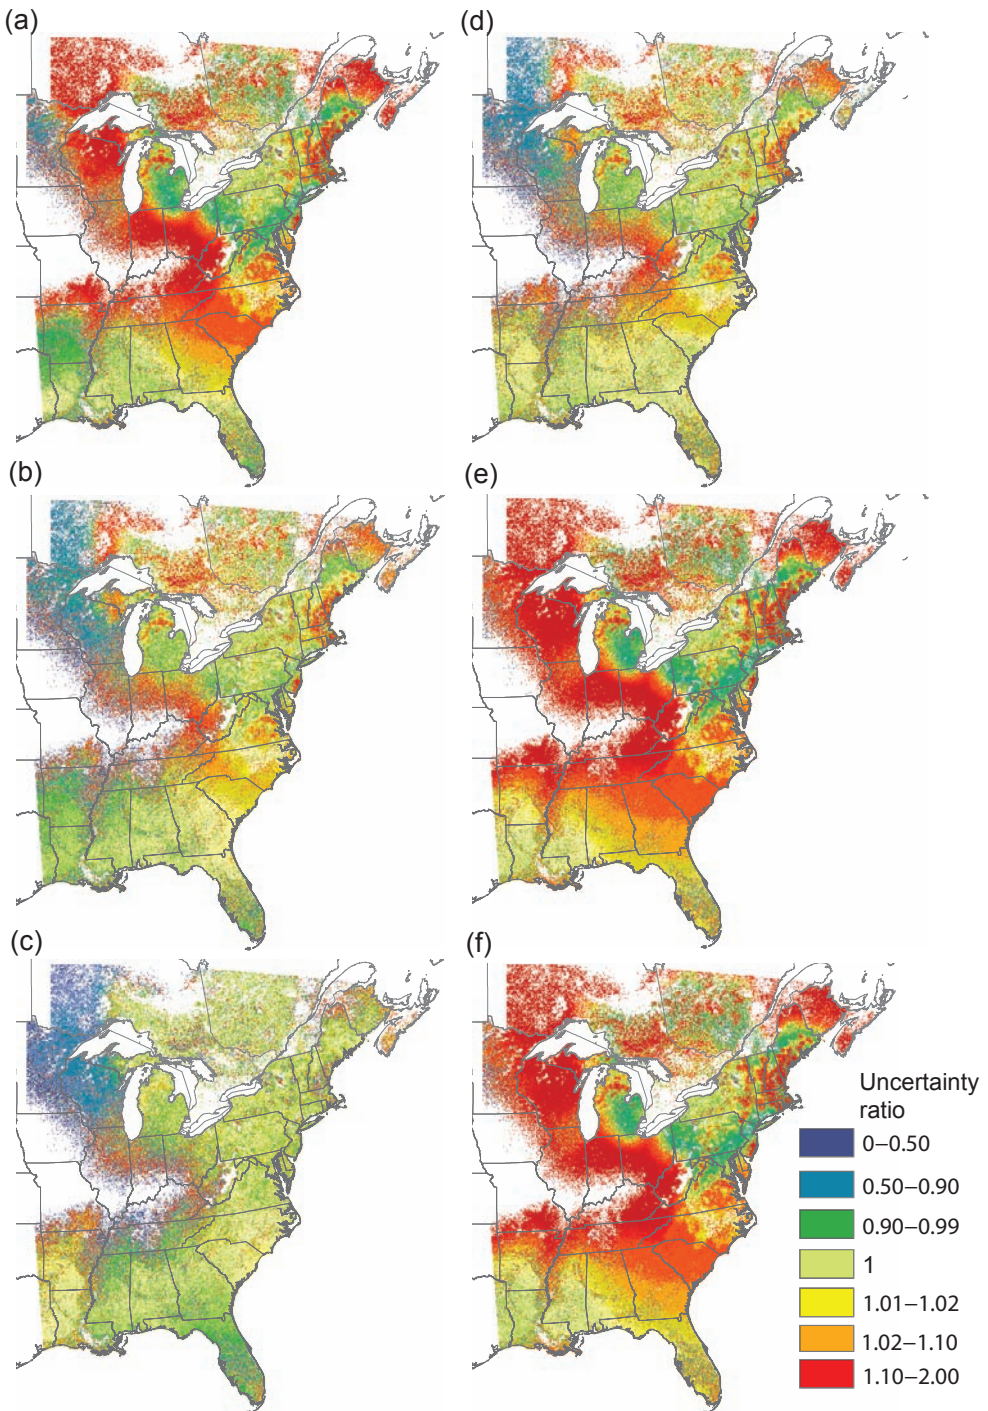 (a)
(d)
(b)
(e)
(c)
(f)
Uncertainty
ratio
0–0.50
0.50–0.90
0.90–0.99
1
1.01–1.02
1.02–1.10
1.10–2.00